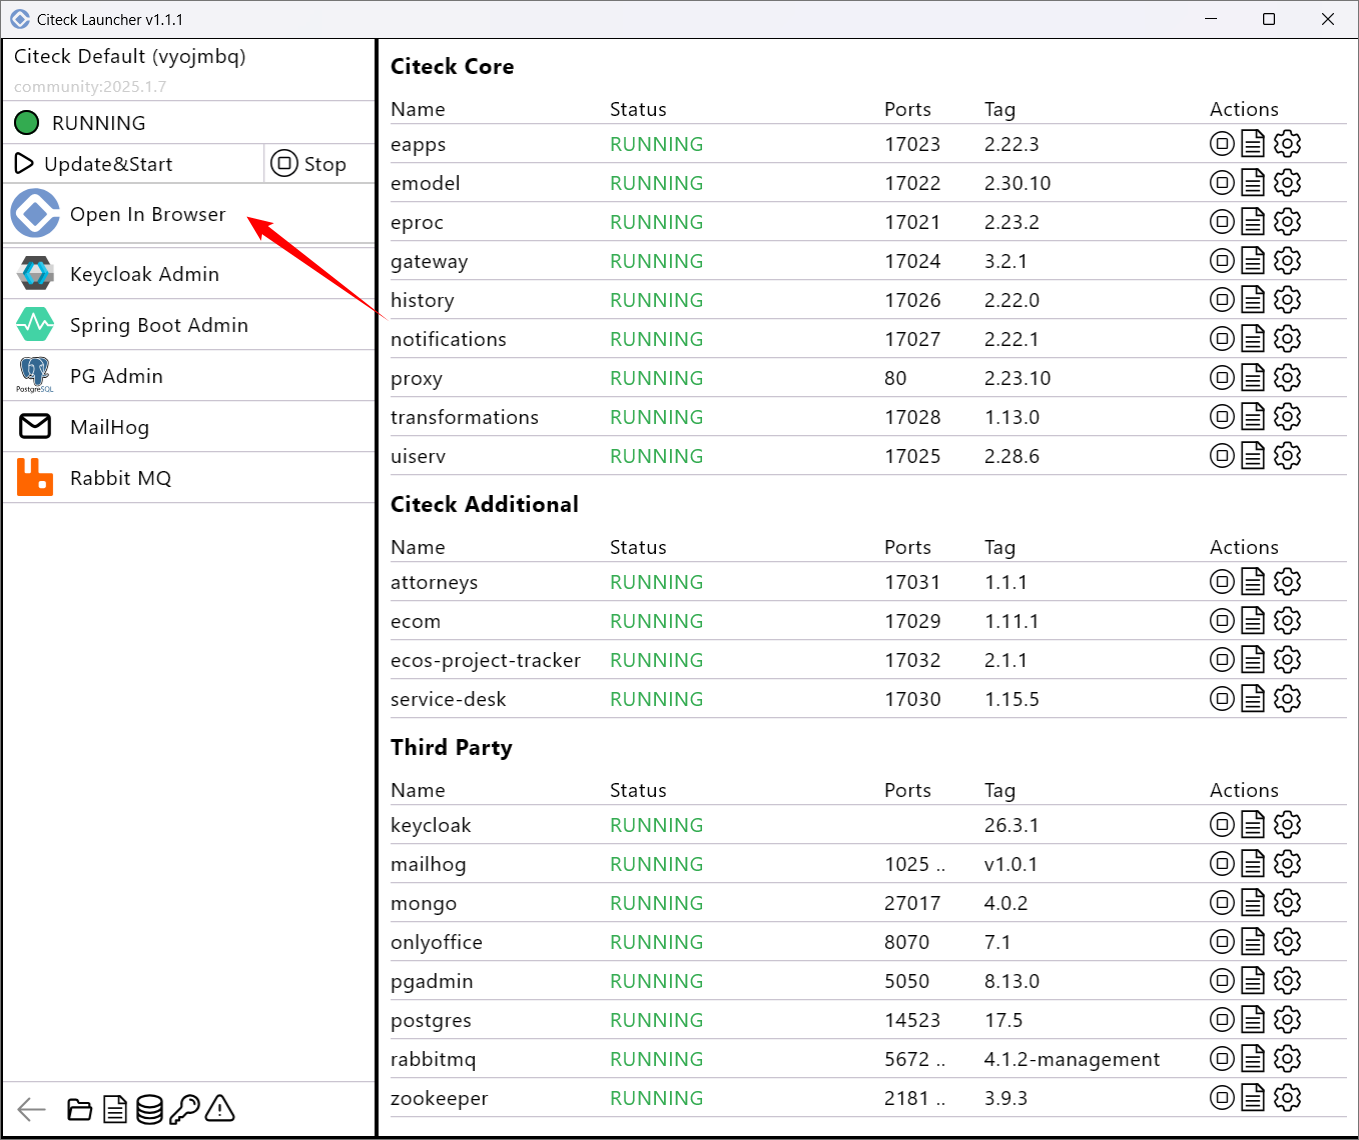 Citeck Launcher v1.1.1
Citeck Default (vyojmbq)
community:2025.1.7
RUNNING
Update&Start
Stop
Open In Browser
Keycloak Admin
Spring Boot Admin
PostgreSQL
PG Admin
MailHog
Rabbit MQ
Citeck Core
Name Status Ports Tag Actions
eapps RUNNING 17023 2.22.3
emodel RUNNING 17022 2.30.10
eproc RUNNING 17021 2.23.2
gateway RUNNING 17024 3.2.1
history RUNNING 17026 2.22.0
notifications RUNNING 17027 2.22.1
proxy RUNNING 80 2.23.10
transformations RUNNING 17028 1.13.0
uiserv RUNNING 17025 2.28.6
Citeck Additional
Name Status Ports Tag Actions
attorneys RUNNING 17031 1.1.1
ecom RUNNING 17029 1.11.1
ecos-project-tracker RUNNING 17032 2.1.1
service-desk RUNNING 17030 1.15.5
Third Party
Name Status Ports Tag Actions
keycloak RUNNING 26.3.1
mailhog RUNNING 1025 .. v1.0.1
mongo RUNNING 27017 4.0.2
onlyoffice RUNNING 8070 7.1
pgadmin RUNNING 5050 8.13.0
postgres RUNNING 14523 17.5
rabbitmq RUNNING 5672 .. 4.1.2-management
zookeeper RUNNING 2181 .. 3.9.3